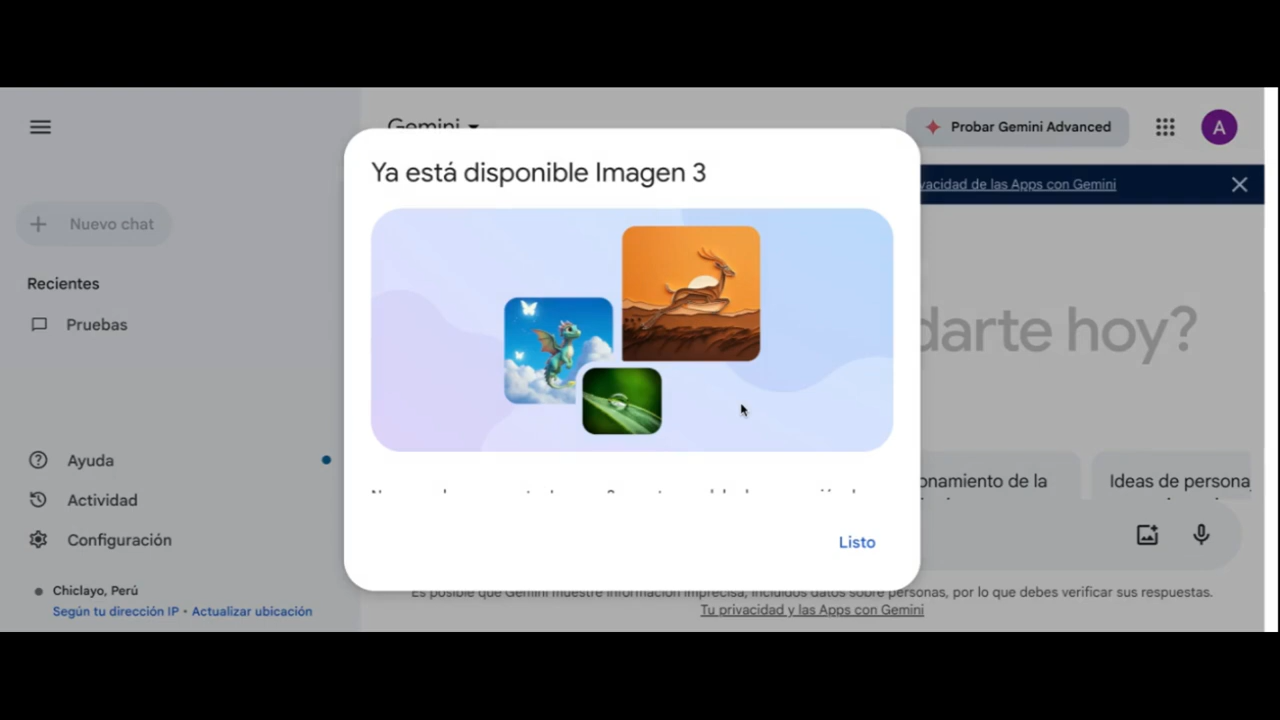 Gemini
Probar Gemini Advanced
A
Ya está disponible Imagen 3
vacidad de las Apps con Gemini
Nuevo chat
Recientes
Pruebas
darte hoy?
Ayuda
Actividad
Configuración
onamiento de la
Ideas de persona
Listo
Chiclayo, Perú
Según tu dirección IP • Actualizar ubicación
Es posible que Gemini muestre información imprecisa, incluidos datos sobre personas, por lo que debes verificar sus respuestas.
Tu privacidad y las Apps con Gemini